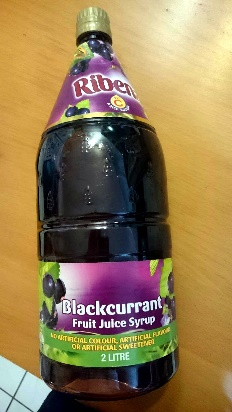 Ribena
Blackcurrant
Fruit Juice Syrup
NO ARTIFICIAL COLOUR, ARTIFICIAL FLAVOUR
OR ARTIFICIAL SWEETENER
2 LITRE